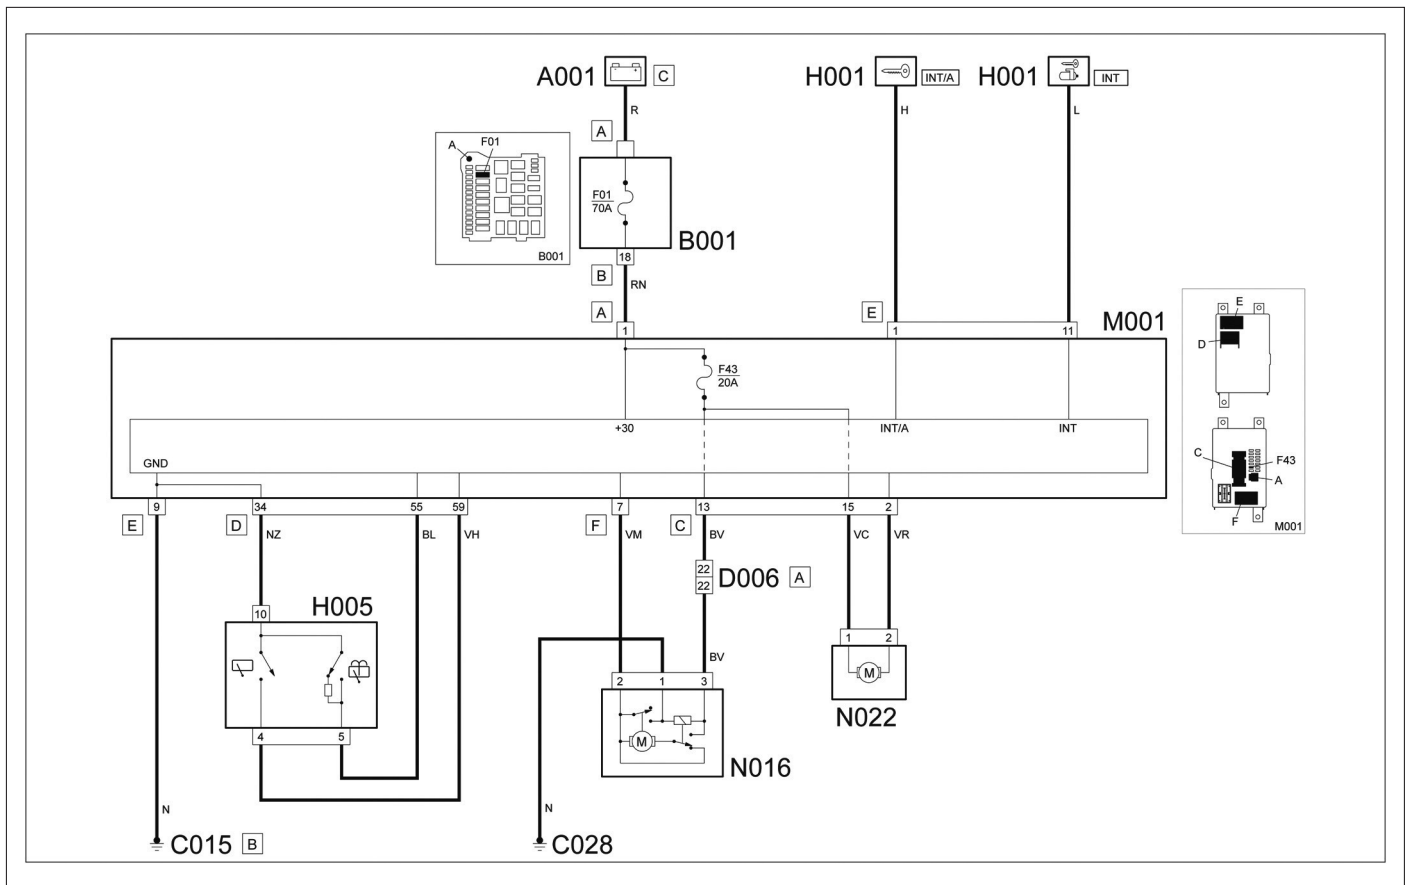 A001
C
H001
INT/A
H001
INT
R
H
L
A
A
F01
B001
F01
70A
B001
18
B
RN
A
1
E
1
11
M001
E
D
C
F43
A
F
M001
F43
20A
+30
INT/A
INT
GND
9
34
55
59
7
13
15
2
E
D
F
C
NZ
BL
VH
VM
BV
VC
VR
22
22
D006
A
10
H005
1
2
M
N022
BV
2
1
3
4
5
M
N016
N
C015
B
N
C028